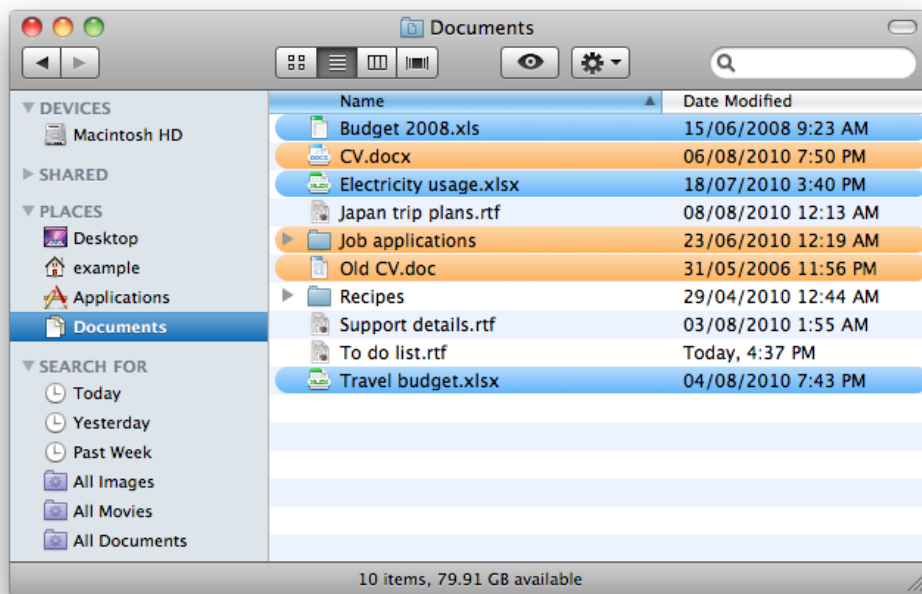 Documents
DEVICES
Macintosh HD
SHARED
PLACES
Desktop
example
Applications
Documents
SEARCH FOR
Today
Yesterday
Past Week
All Images
All Movies
All Documents
Name Date Modified
Budget 2008.xls 15/06/2008 9:23 AM
CV.docx 06/08/2010 7:50 PM
Electricity usage.xlsx 18/07/2010 3:40 PM
Japan trip plans.rtf 08/08/2010 12:13 AM
Job applications 23/06/2010 12:19 AM
Old CV.doc 31/05/2006 11:56 PM
Recipes 29/04/2010 12:44 AM
Support details.rtf 03/08/2010 1:55 AM
To do list.rtf Today, 4:37 PM
Travel budget.xlsx 04/08/2010 7:43 PM
10 items, 79.91 GB available